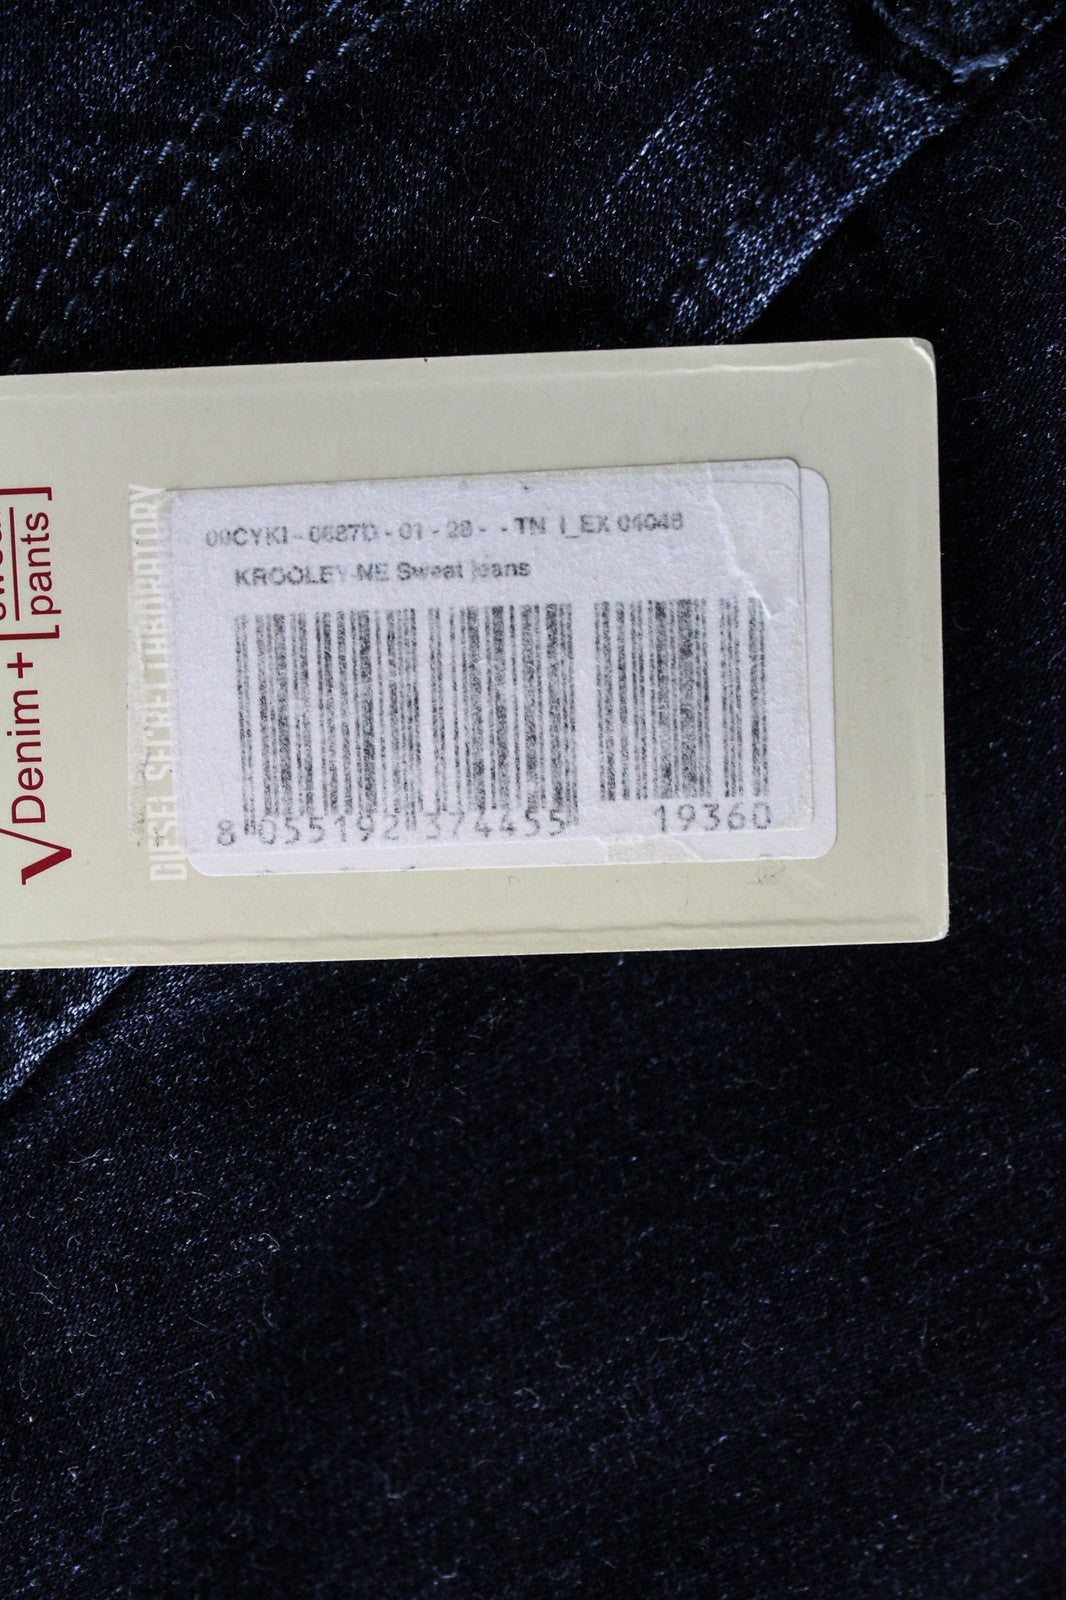 00CYKI - 0687D - 01 - 28 - - TN I_EX 04048
KROOLEY-NE Sweat jeans
8 055192 374455
19360
√Denim + [
pants ]
DIESEL SECRET LABORATORY